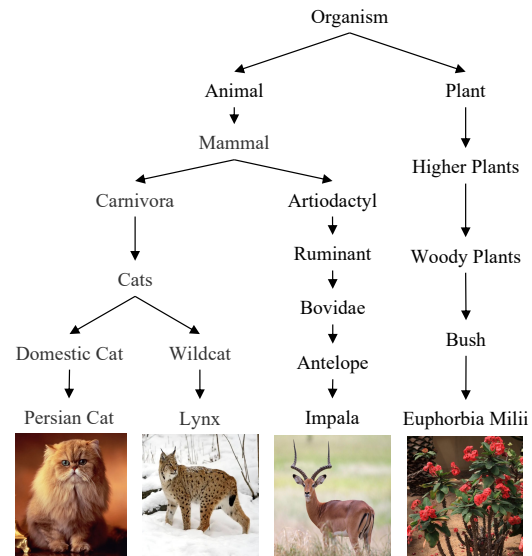 Organism
Animal
Plant
Mammal
Higher Plants
Carnivora
Artiodactyl
Ruminant
Woody Plants
Cats
Bovidae
Bush
Domestic Cat
Wildcat
Antelope
Persian Cat
Lynx
Impala
Euphorbia Milii